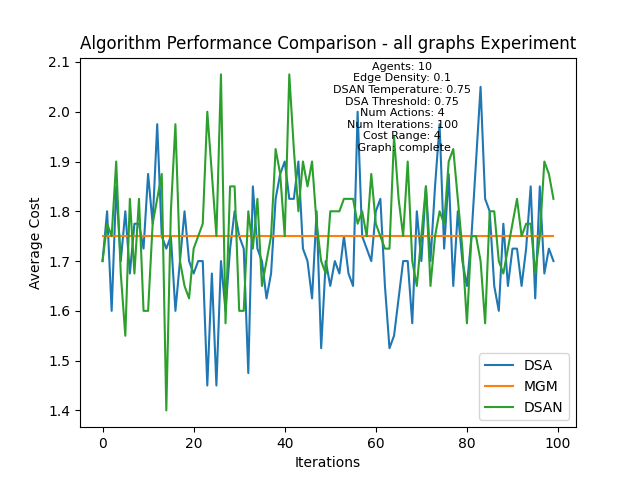 Algorithm Performance Comparison - all graphs Experiment
Agents: 10
Edge Density: 0.1
DSAN Temperature: 0.75
DSA Threshold: 0.75
Num Actions: 4
Num Iterations: 100
Cost Range: 4
Graphs complete
2.1
2.0
1.9
1.8
1.7
1.6
1.5
1.4
Average Cost
DSA
MGM
DSAN
0 20 40 60 80 100
Iterations